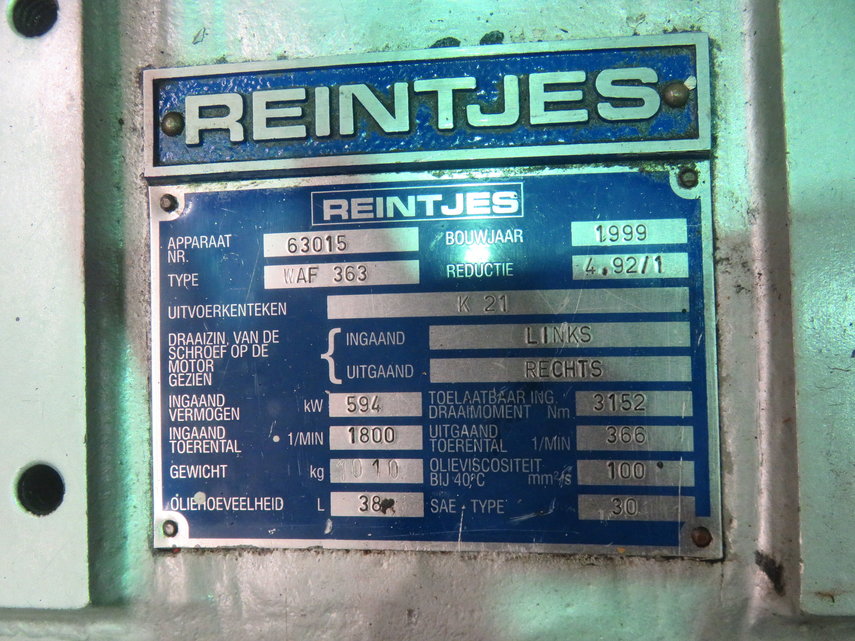 REINTJES
REINTJES
APPARAAT NR. 63015 BOUWJAAR 1999
TYPE WAF 363 REDUCTIE 4.92/1
UITVOERKENTEKEN K 21
DRAAIZIN. VAN DE
SCHROEF OP DE
MOTOR
GEZIEN
{ INGAAND LINKS
UITGAAND RECHTS
INGAAND VERMOGEN kW 594 TOELAATBAAR ING. DRAAIMOMENT Nm 3152
INGAAND TOERENTAL 1/MIN 1800 UITGAAND TOERENTAL 1/MIN 366
GEWICHT kg 1010 OLIEVISCOSITEIT BIJ 40°C mm²/s 100
OLIEHOEVEELHEID L 38 SAE - TYPE 30